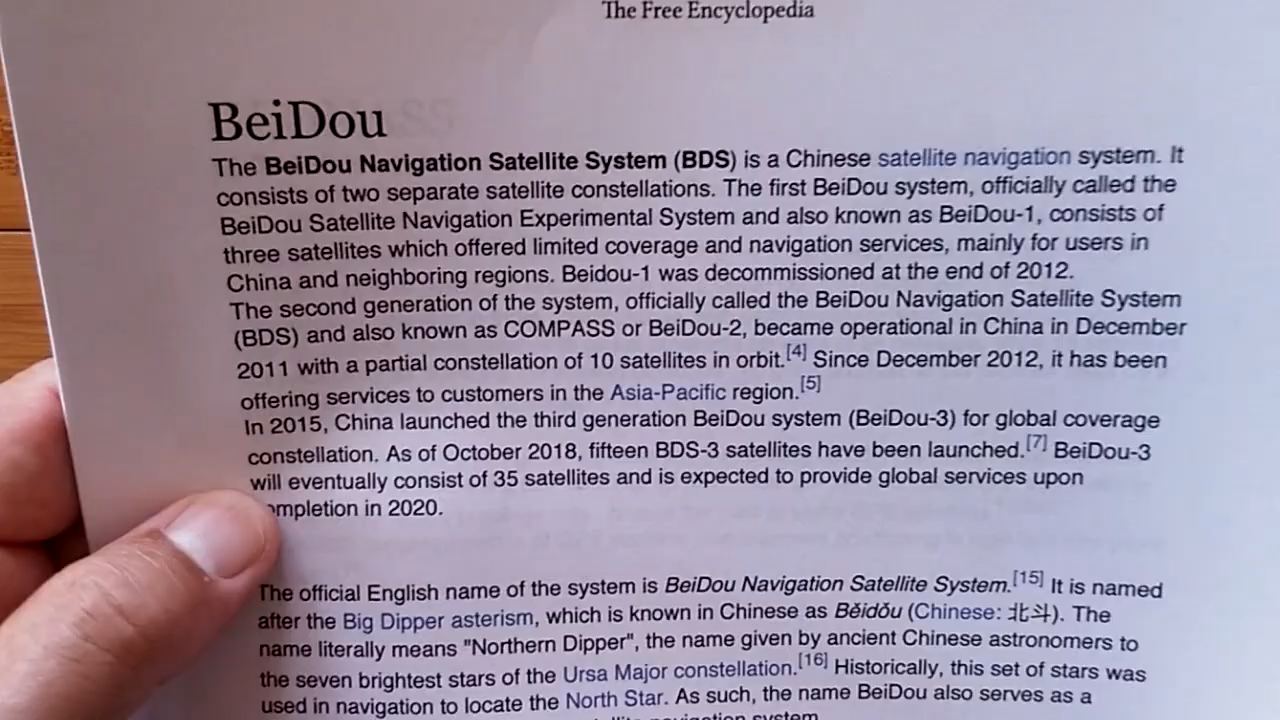 The Free Encyclopedia
BeiDou
The BeiDou Navigation Satellite System (BDS) is a Chinese satellite navigation system. It
consists of two separate satellite constellations. The first BeiDou system, officially called the
BeiDou Satellite Navigation Experimental System and also known as BeiDou-1, consists of
three satellites which offered limited coverage and navigation services, mainly for users in
China and neighboring regions. Beidou-1 was decommissioned at the end of 2012.
The second generation of the system, officially called the BeiDou Navigation Satellite System
(BDS) and also known as COMPASS or BeiDou-2, became operational in China in December
2011 with a partial constellation of 10 satellites in orbit.[4] Since December 2012, it has been
offering services to customers in the Asia-Pacific region.[5]
In 2015, China launched the third generation BeiDou system (BeiDou-3) for global coverage
constellation. As of October 2018, fifteen BDS-3 satellites have been launched.[7] BeiDou-3
will eventually consist of 35 satellites and is expected to provide global services upon
mpletion in 2020.
The official English name of the system is BeiDou Navigation Satellite System.[15] It is named
after the Big Dipper asterism, which is known in Chinese as Běidǒu (Chinese: 北斗). The
name literally means "Northern Dipper", the name given by ancient Chinese astronomers to
the seven brightest stars of the Ursa Major constellation.[16] Historically, this set of stars was
used in navigation to locate the North Star. As such, the name BeiDou also serves as a
navigation system.